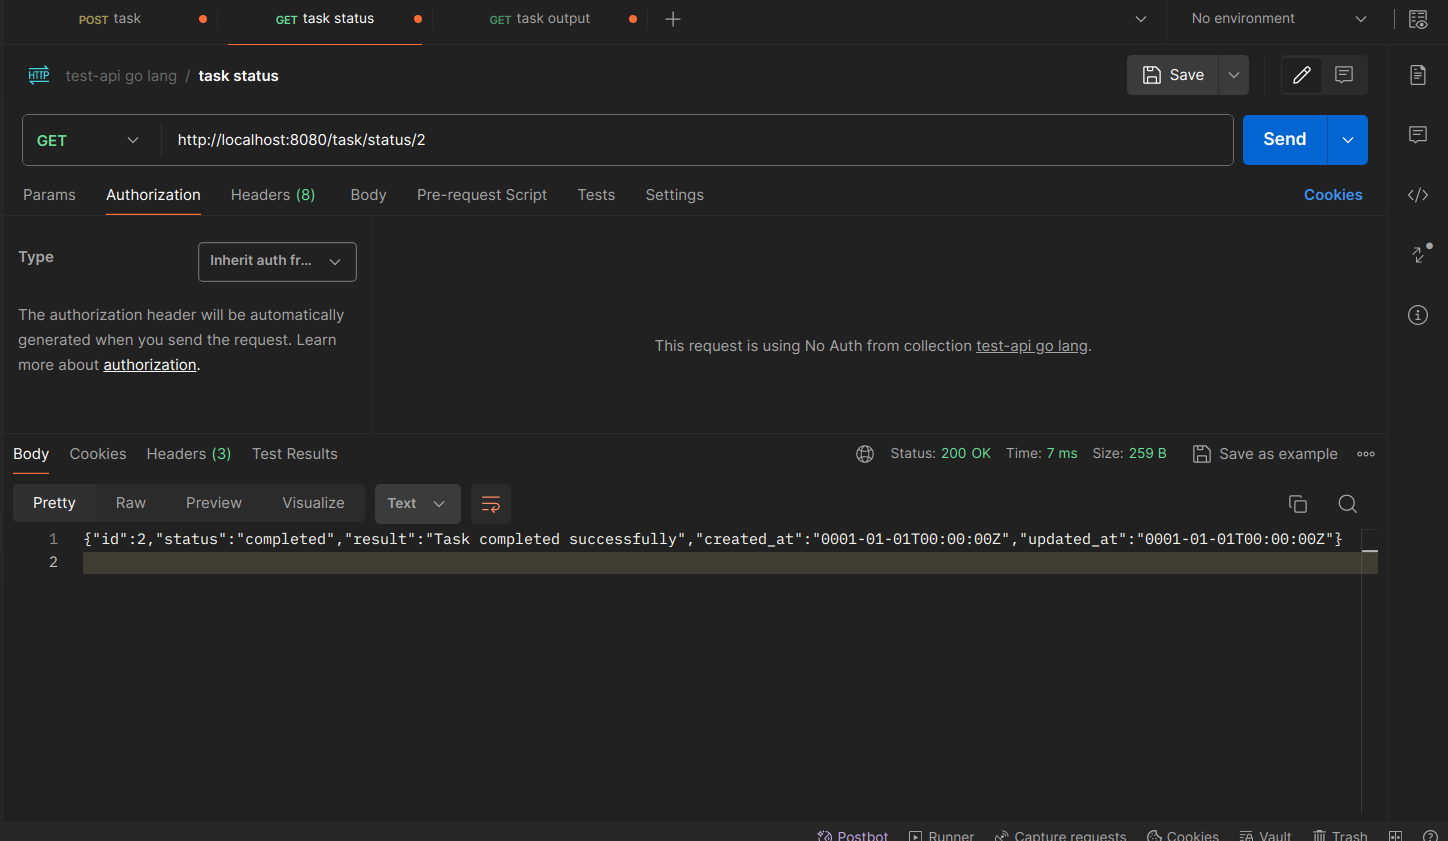 POST task
GET task status
GET task output
No environment
HTTP test-api go lang / task status
Save
GET http://localhost:8080/task/status/2
Send
Params Authorization Headers (8) Body Pre-request Script Tests Settings Cookies
Type
Inherit auth fr...
The authorization header will be automatically
generated when you send the request. Learn
more about authorization.
This request is using No Auth from collection test-api go lang.
Body Cookies Headers (3) Test Results
Status: 200 OK Time: 7 ms Size: 259 B Save as example
Pretty Raw Preview Visualize Text
1 {"id":2,"status":"completed","result":"Task completed successfully","created_at":"0001-01-01T00:00:00Z","updated_at":"0001-01-01T00:00:00Z"}
2
Postbot Runner Capture requests Cookies Vault Trash